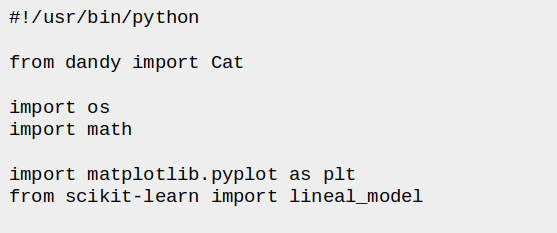 #!/usr/bin/python
from dandy import Cat
import os
import math
import matplotlib.pyplot as plt
from scikit-learn import lineal_model